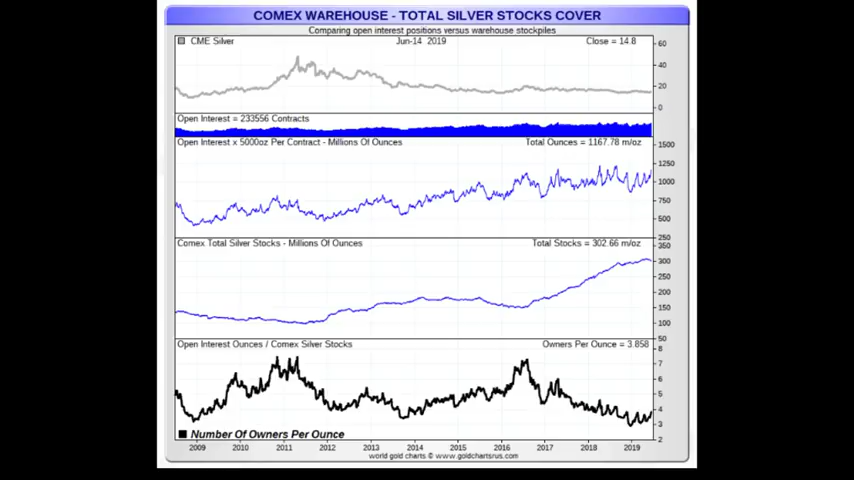 COMEX WAREHOUSE - TOTAL SILVER STOCKS COVER
Comparing open interest positions versus warehouse stockpiles
CME Silver Jun-14 2019 Close = 14.8
60
40
20
0
Open Interest = 233556 Contracts
Open Interest x 5000oz Per Contract - Millions Of Ounces Total Ounces = 1167.78 m/oz
1500
1250
1000
750
500
250
Comex Total Silver Stocks - Millions Of Ounces Total Stocks = 302.66 m/oz
350
300
250
200
150
100
50
Open Interest Ounces / Comex Silver Stocks Owners Per Ounce = 3.858
8
7
6
5
4
3
2
Number Of Owners Per Ounce
2009 2010 2011 2012 2013 2014 2015 2016 2017 2018 2019
world gold charts © www.goldchartsrus.com